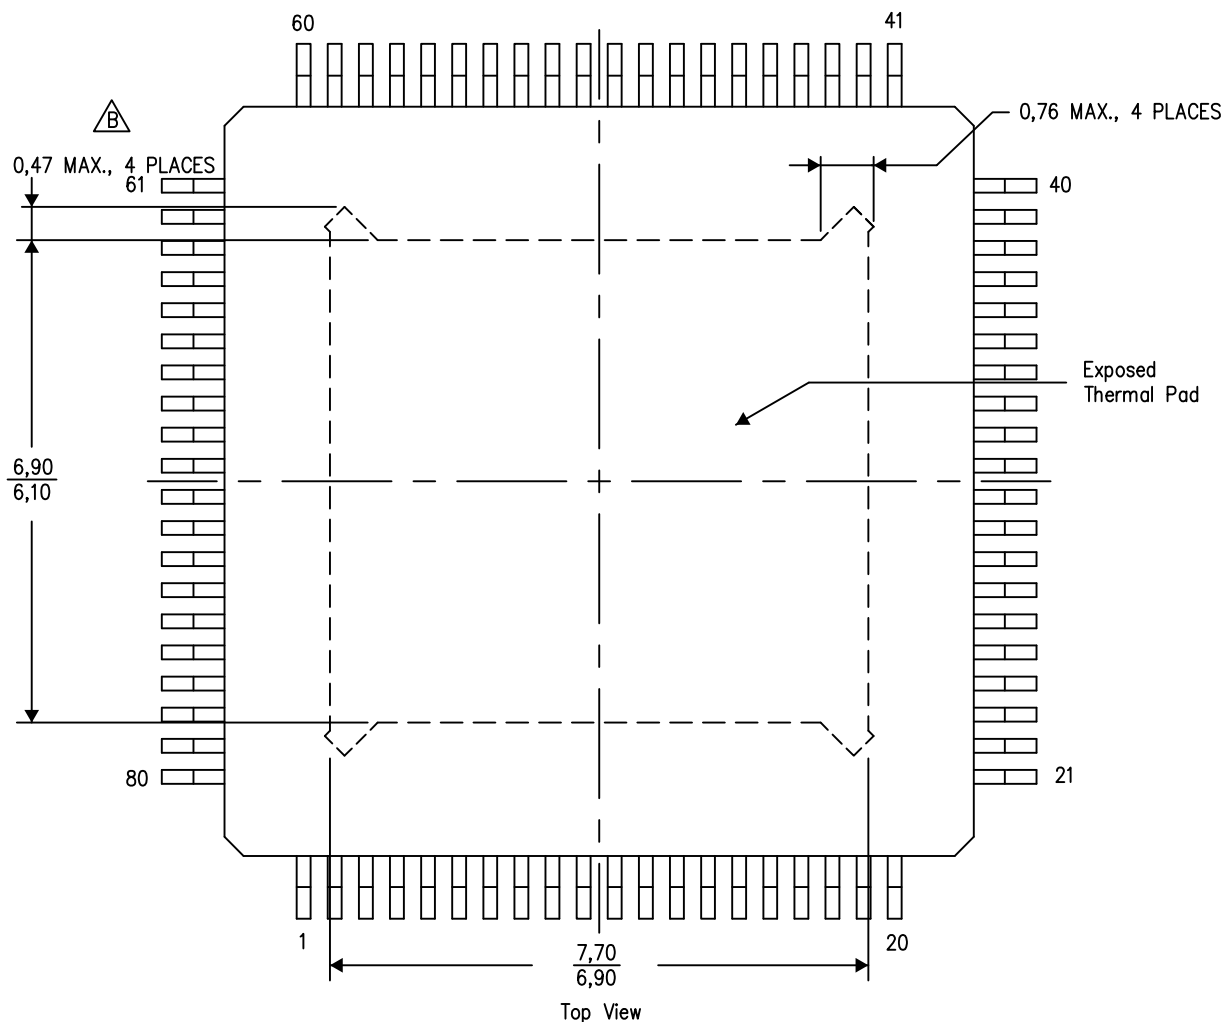 60
41
B
0,76 MAX., 4 PLACES
0,47 MAX., 4 PLACES
61
40
Exposed
Thermal Pad
6,90
6,10
80
21
1
20
7,70
6,90
Top View